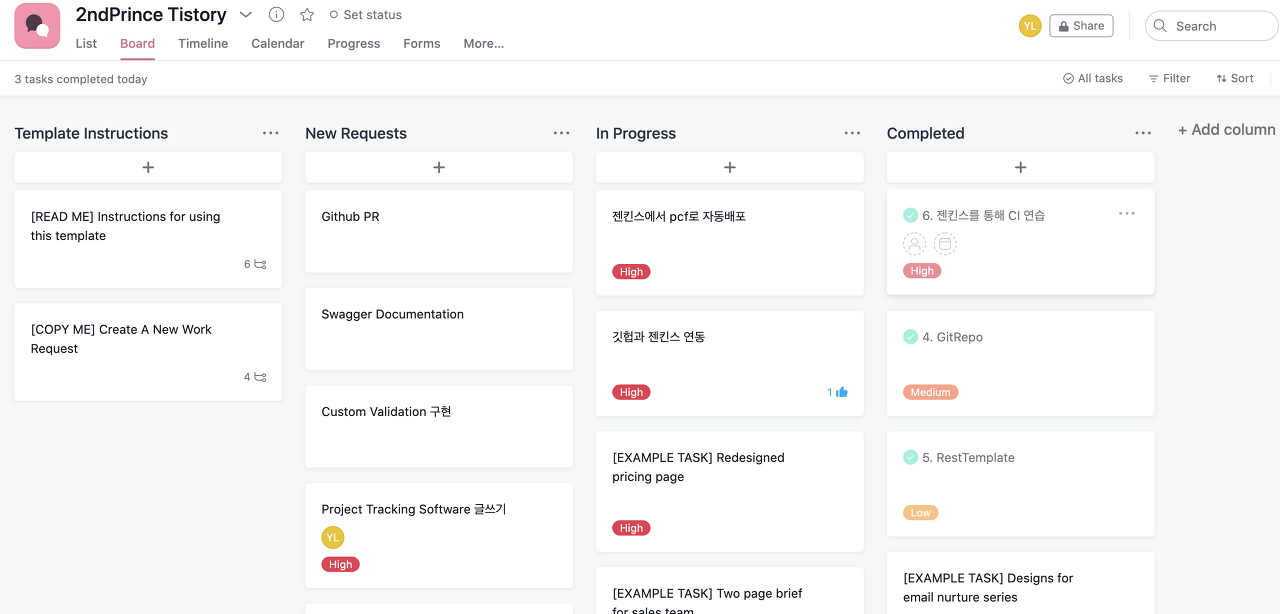 2ndPrince Tistory
Set status
YL
Share
Search
List
Board
Timeline
Calendar
Progress
Forms
More...
3 tasks completed today
All tasks
Filter
Sort
Template Instructions
+
[READ ME] Instructions for using
this template
6
[COPY ME] Create A New Work
Request
4
New Requests
+
Github PR
Swagger Documentation
Custom Validation 구현
Project Tracking Software 글쓰기
YL
High
In Progress
+
젠킨스에서 pcf로 자동배포
High
깃헙과 젠킨스 연동
High
1
[EXAMPLE TASK] Redesigned
pricing page
High
[EXAMPLE TASK] Two page brief
for sales team
Completed
+
6. 젠킨스를 통해 CI 연습
High
4. GitRepo
Medium
5. RestTemplate
Low
[EXAMPLE TASK] Designs for
email nurture series
+ Add column